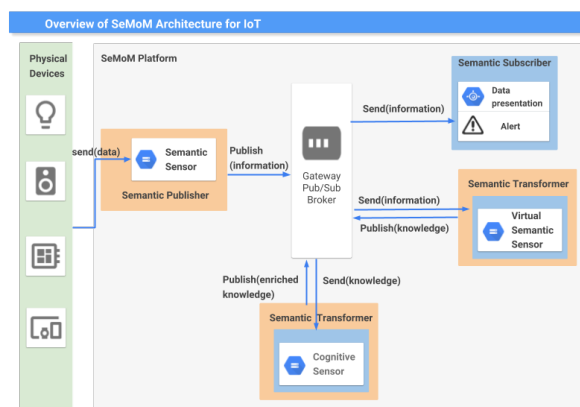 Overview of SeMoM Architecture for IoT
Physical
Devices
SeMoM Platform
send(data)
Semantic
Sensor
Semantic Publisher
Publish
(information)
Gateway
Pub/Sub
Broker
Send(information)
Semantic Subscriber
Data
presentation
Alert
Send(information)
Publish(knowledge)
Semantic Transformer
Virtual
Semantic
Sensor
Publish(enriched
knowledge)
Send(knowledge)
Semantic Transformer
Cognitive
Sensor